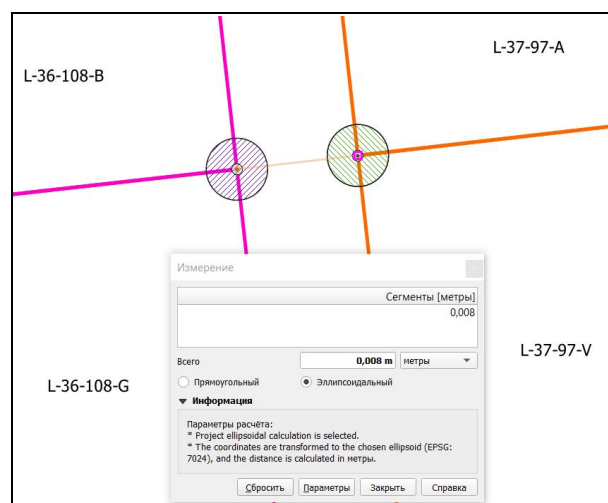 L-37-97-A
L-36-108-B
Измерение
Сегменты [метры]
0,008
Всего
0,008 m
метры
Прямоугольный
Эллипсоидальный
Информация
Параметры расчёта:
* Project ellipsoidal calculation is selected.
* The coordinates are transformed to the chosen ellipsoid (EPSG:
7024), and the distance is calculated in метры.
Сбросить
Параметры
Закрыть
Справка
L-37-97-V
L-36-108-G